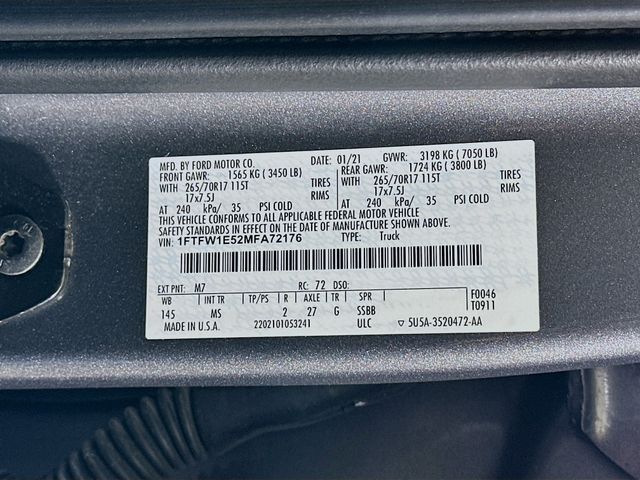 MFD. BY FORD MOTOR CO. DATE: 01/21 GVWR: 3198 KG ( 7050 LB)
FRONT GAWR: 1565 KG ( 3450 LB) REAR GAWR: 1724 KG ( 3800 LB)
WITH 265/70R17 115T TIRES WITH 265/70R17 115T TIRES
17x7.5J RIMS 17x7.5J RIMS
AT 240 kPa/ 35 PSI COLD AT 240 kPa/ 35 PSI COLD
THIS VEHICLE CONFORMS TO ALL APPLICABLE FEDERAL MOTOR VEHICLE
SAFETY STANDARDS IN EFFECT ON THE DATE OF MANUFACTURE SHOWN ABOVE.
VIN: 1FTFW1E52MFA72176 TYPE: Truck
EXT PNT: M7 RC: 72 DSO: F0046
WB INT TR TP/PS R AXLE TR SPR T0911
145 MS 2 27 G SSBB
MADE IN U.S.A. 2202101053241 ULC ▽ 5U5A-3520472-AA